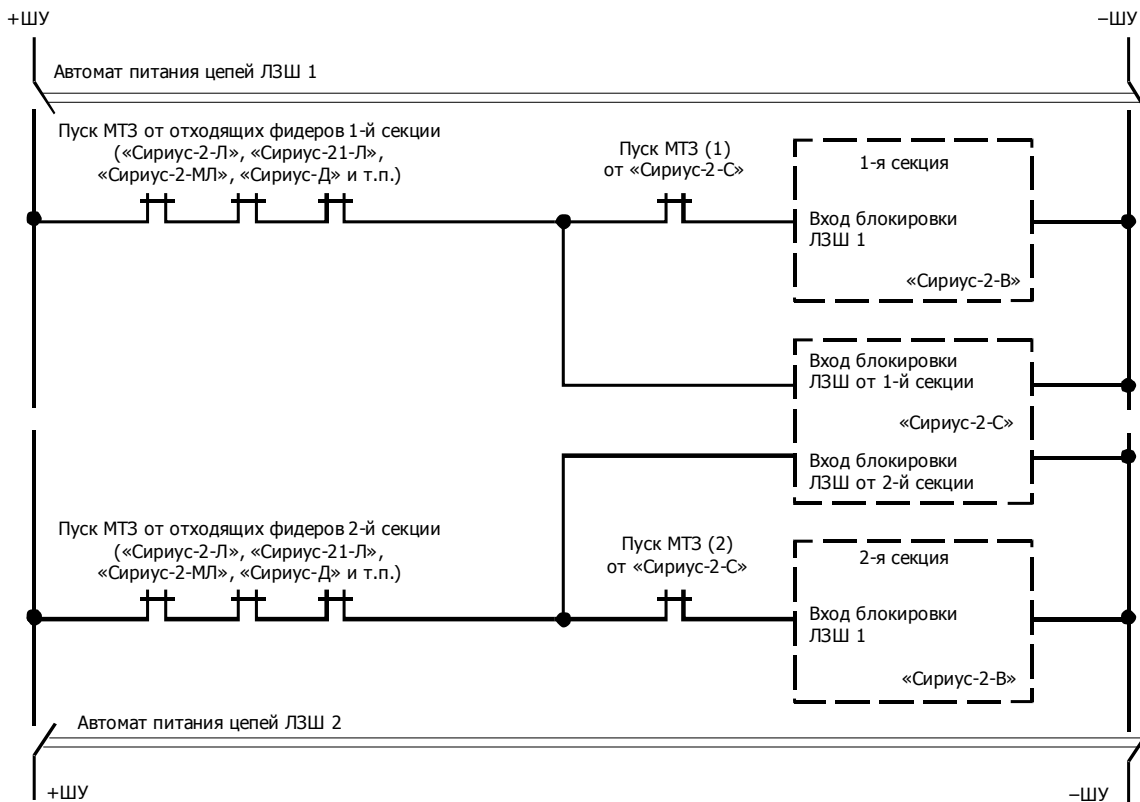 +ШУ
–ШУ
Автомат питания цепей ЛЗШ 1
Пуск МТЗ от отходящих фидеров 1-й секции
(«Сириус-2-Л», «Сириус-21-Л»,
«Сириус-2-МЛ», «Сириус-Д» и т.п.)
Пуск МТЗ (1)
от «Сириус-2-С»
1-я секция
Вход блокировки
ЛЗШ 1
«Сириус-2-В»
Вход блокировки
ЛЗШ от 1-й секции
«Сириус-2-С»
Вход блокировки
ЛЗШ от 2-й секции
Пуск МТЗ от отходящих фидеров 2-й секции
(«Сириус-2-Л», «Сириус-21-Л»,
«Сириус-2-МЛ», «Сириус-Д» и т.п.)
Пуск МТЗ (2)
от «Сириус-2-С»
2-я секция
Вход блокировки
ЛЗШ 1
«Сириус-2-В»
Автомат питания цепей ЛЗШ 2
+ШУ
–ШУ